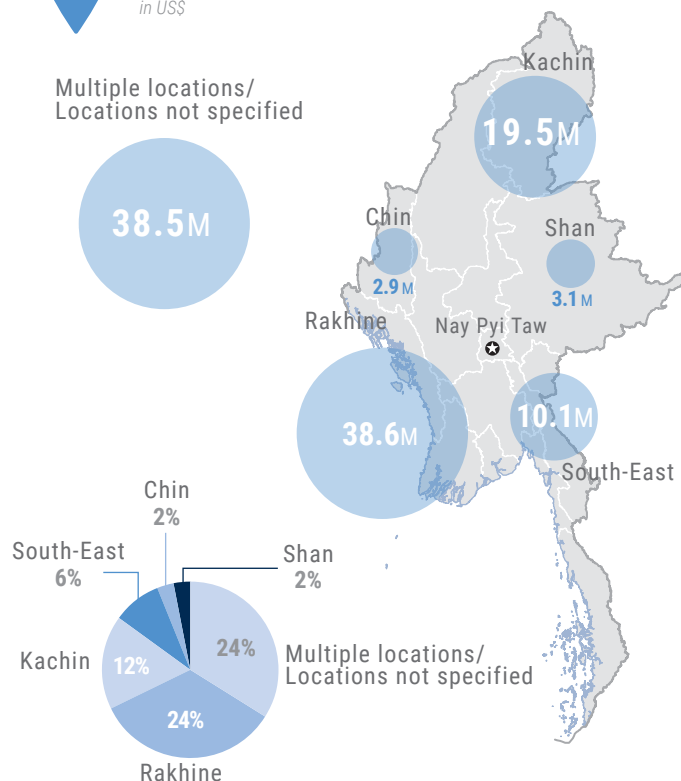 in US$
Multiple locations/
Locations not specified
38.5M
Kachin
19.5M
Chin
2.9M
Shan
3.1M
Rakhine
Nay Pyi Taw
38.6M
10.1M
South-East
Chin
2%
South-East
6%
Shan
2%
Kachin
12%
24%
Multiple locations/
Locations not specified
24%
Rakhine